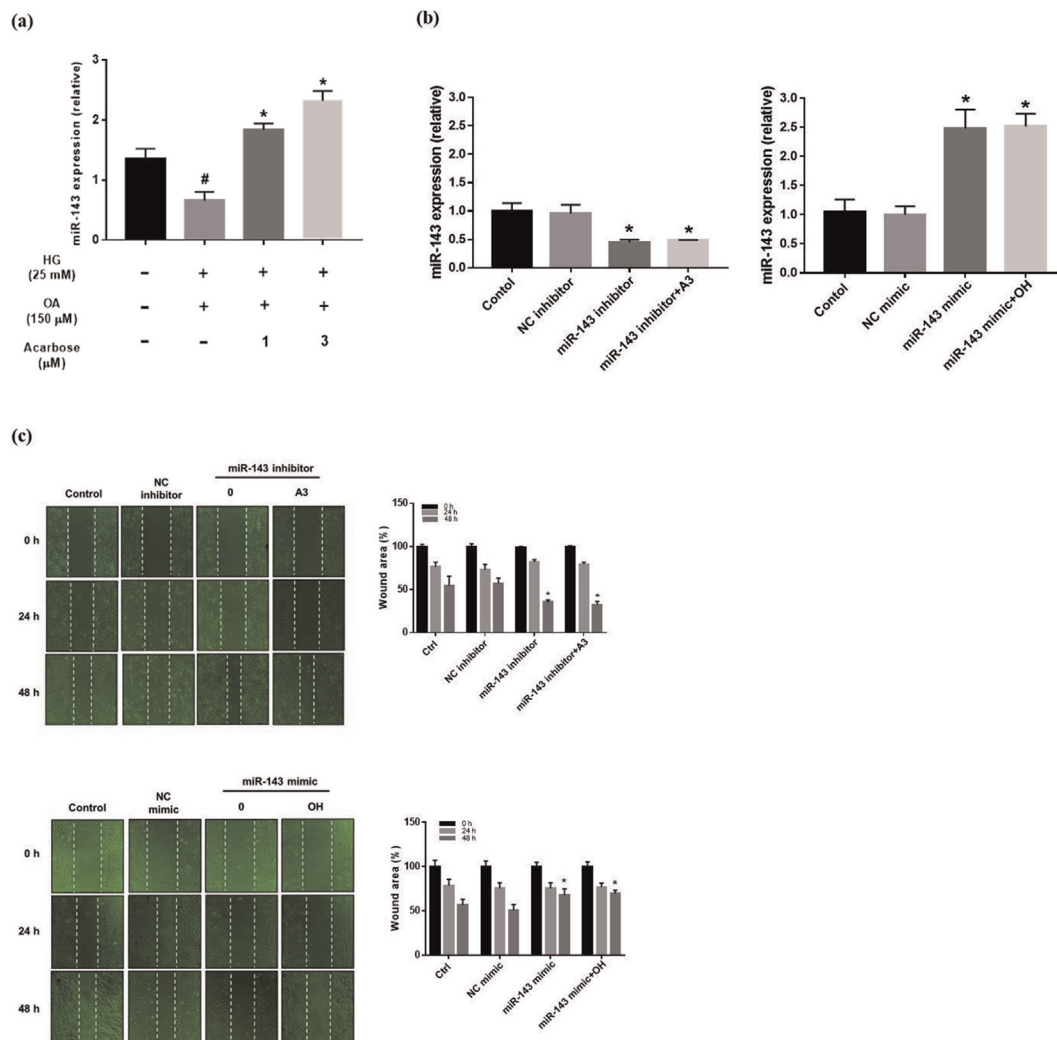 (a)
miR-143 expression (relative)
3
2
1
0
*
*
#
HG
(25 mM)
- + + +
OA
(150 μM)
- + + +
Acarbose
(μM)
- - 1 3
(b)
miR-143 expression (relative)
3.0
2.5
2.0
1.5
1.0
0.5
0.0
* *
Contol
NC inhibitor
miR-143 inhibitor
miR-143 inhibitor+A3
miR-143 expression (relative)
3.0
2.5
2.0
1.5
1.0
0.5
0.0
* *
Contol
NC mimic
miR-143 mimic
miR-143 mimic+OH
(c)
miR-143 inhibitor
Control
NC
inhibitor
0
A3
0 h
24 h
48 h
Wound area (%)
150
100
50
0
0 h
24 h
48 h
* *
Ctrl
NC inhibitor
miR-143 inhibitor
miR-143 inhibitor+A3
miR-143 mimic
Control
NC
mimic
0
OH
0 h
24 h
48 h
Wound area (%)
150
100
50
0
0 h
24 h
48 h
* *
Ctrl
NC mimic
miR-143 mimic
miR-143 mimic+OH